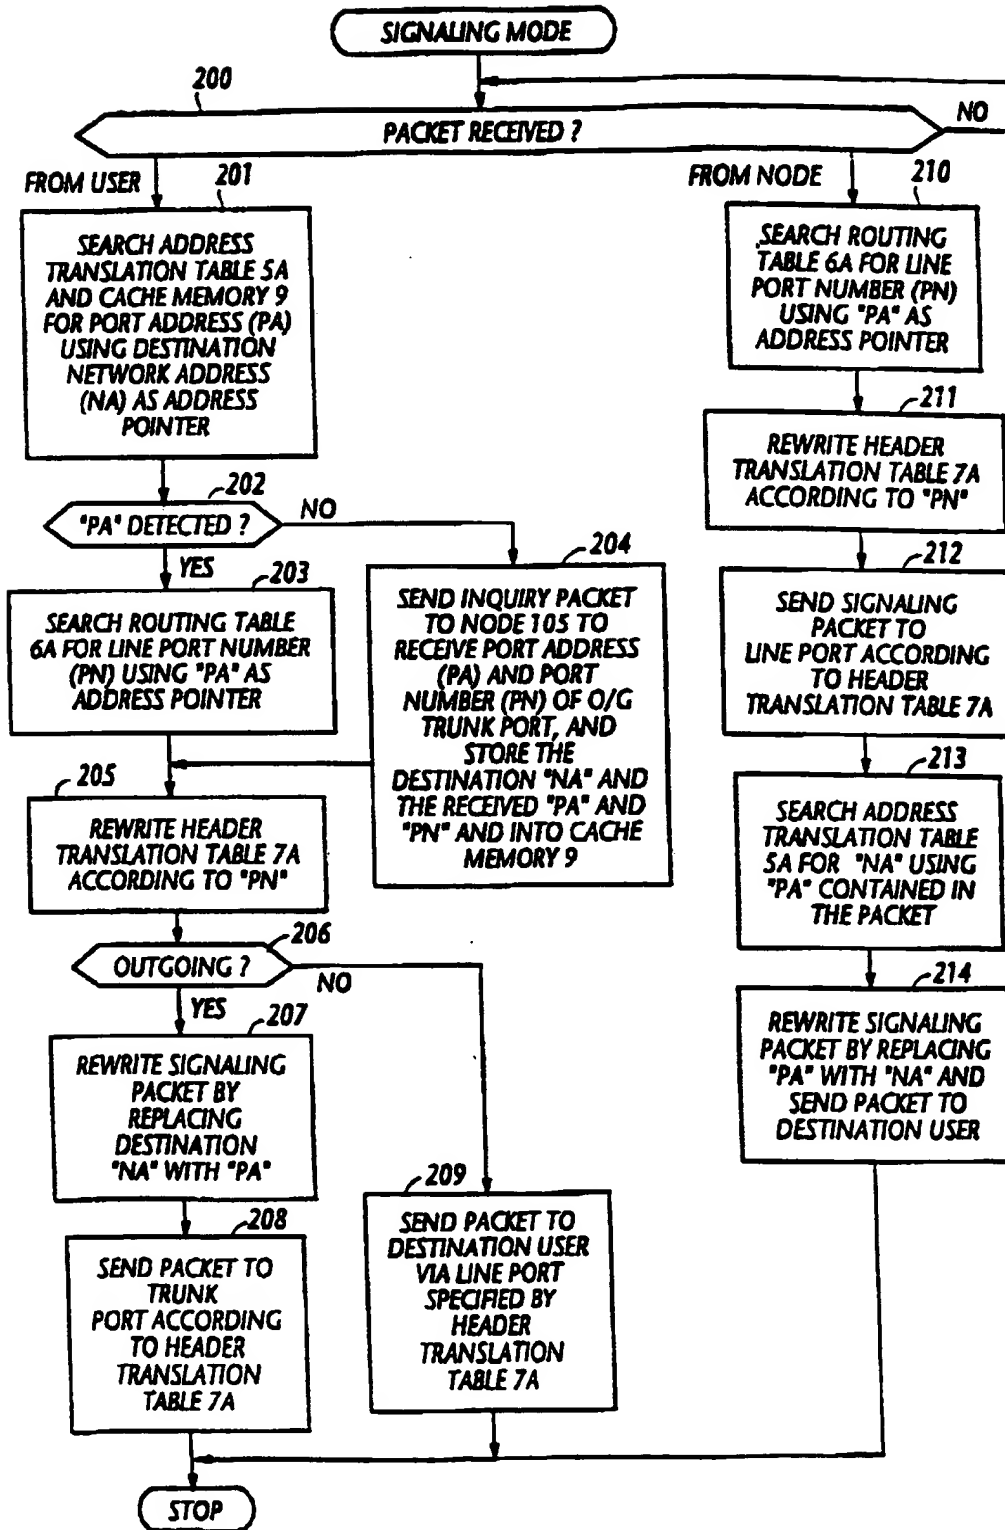 SIGNALING MODE
200
PACKET RECEIVED ?
NO
FROM USER
201
SEARCH ADDRESS
TRANSLATION TABLE 5A
AND CACHE MEMORY 9
FOR PORT ADDRESS (PA)
USING DESTINATION
NETWORK ADDRESS
(NA) AS ADDRESS
POINTER
202
"PA" DETECTED ?
NO
YES
203
SEARCH ROUTING TABLE
6A FOR LINE PORT NUMBER
(PN) USING "PA" AS
ADDRESS POINTER
204
SEND INQUIRY PACKET
TO NODE 105 TO
RECEIVE PORT ADDRESS
(PA) AND PORT
NUMBER (PN) OF O/G
TRUNK PORT, AND
STORE THE
DESTINATION "NA" AND
THE RECEIVED "PA" AND
"PN" AND INTO CACHE
MEMORY 9
205
REWRITE HEADER
TRANSLATION TABLE 7A
ACCORDING TO "PN"
206
OUTGOING ?
NO
YES
207
REWRITE SIGNALING
PACKET BY
REPLACING
DESTINATION
"NA" WITH "PA"
208
SEND PACKET TO
TRUNK
PORT ACCORDING
TO HEADER
TRANSLATION
TABLE 7A
209
SEND PACKET TO
DESTINATION USER
VIA LINE PORT
SPECIFIED BY
HEADER
TRANSLATION
TABLE 7A
FROM NODE
210
SEARCH ROUTING
TABLE 6A FOR LINE
PORT NUMBER (PN)
USING "PA" AS
ADDRESS POINTER
211
REWRITE HEADER
TRANSLATION TABLE 7A
ACCORDING TO "PN"
212
SEND SIGNALING
PACKET TO
LINE PORT ACCORDING
TO HEADER
TRANSLATION TABLE 7A
213
SEARCH ADDRESS
TRANSLATION TABLE
5A FOR "NA" USING
"PA" CONTAINED IN
THE PACKET
214
REWRITE SIGNALING
PACKET BY REPLACING
"PA" WITH "NA" AND
SEND PACKET TO
DESTINATION USER
STOP